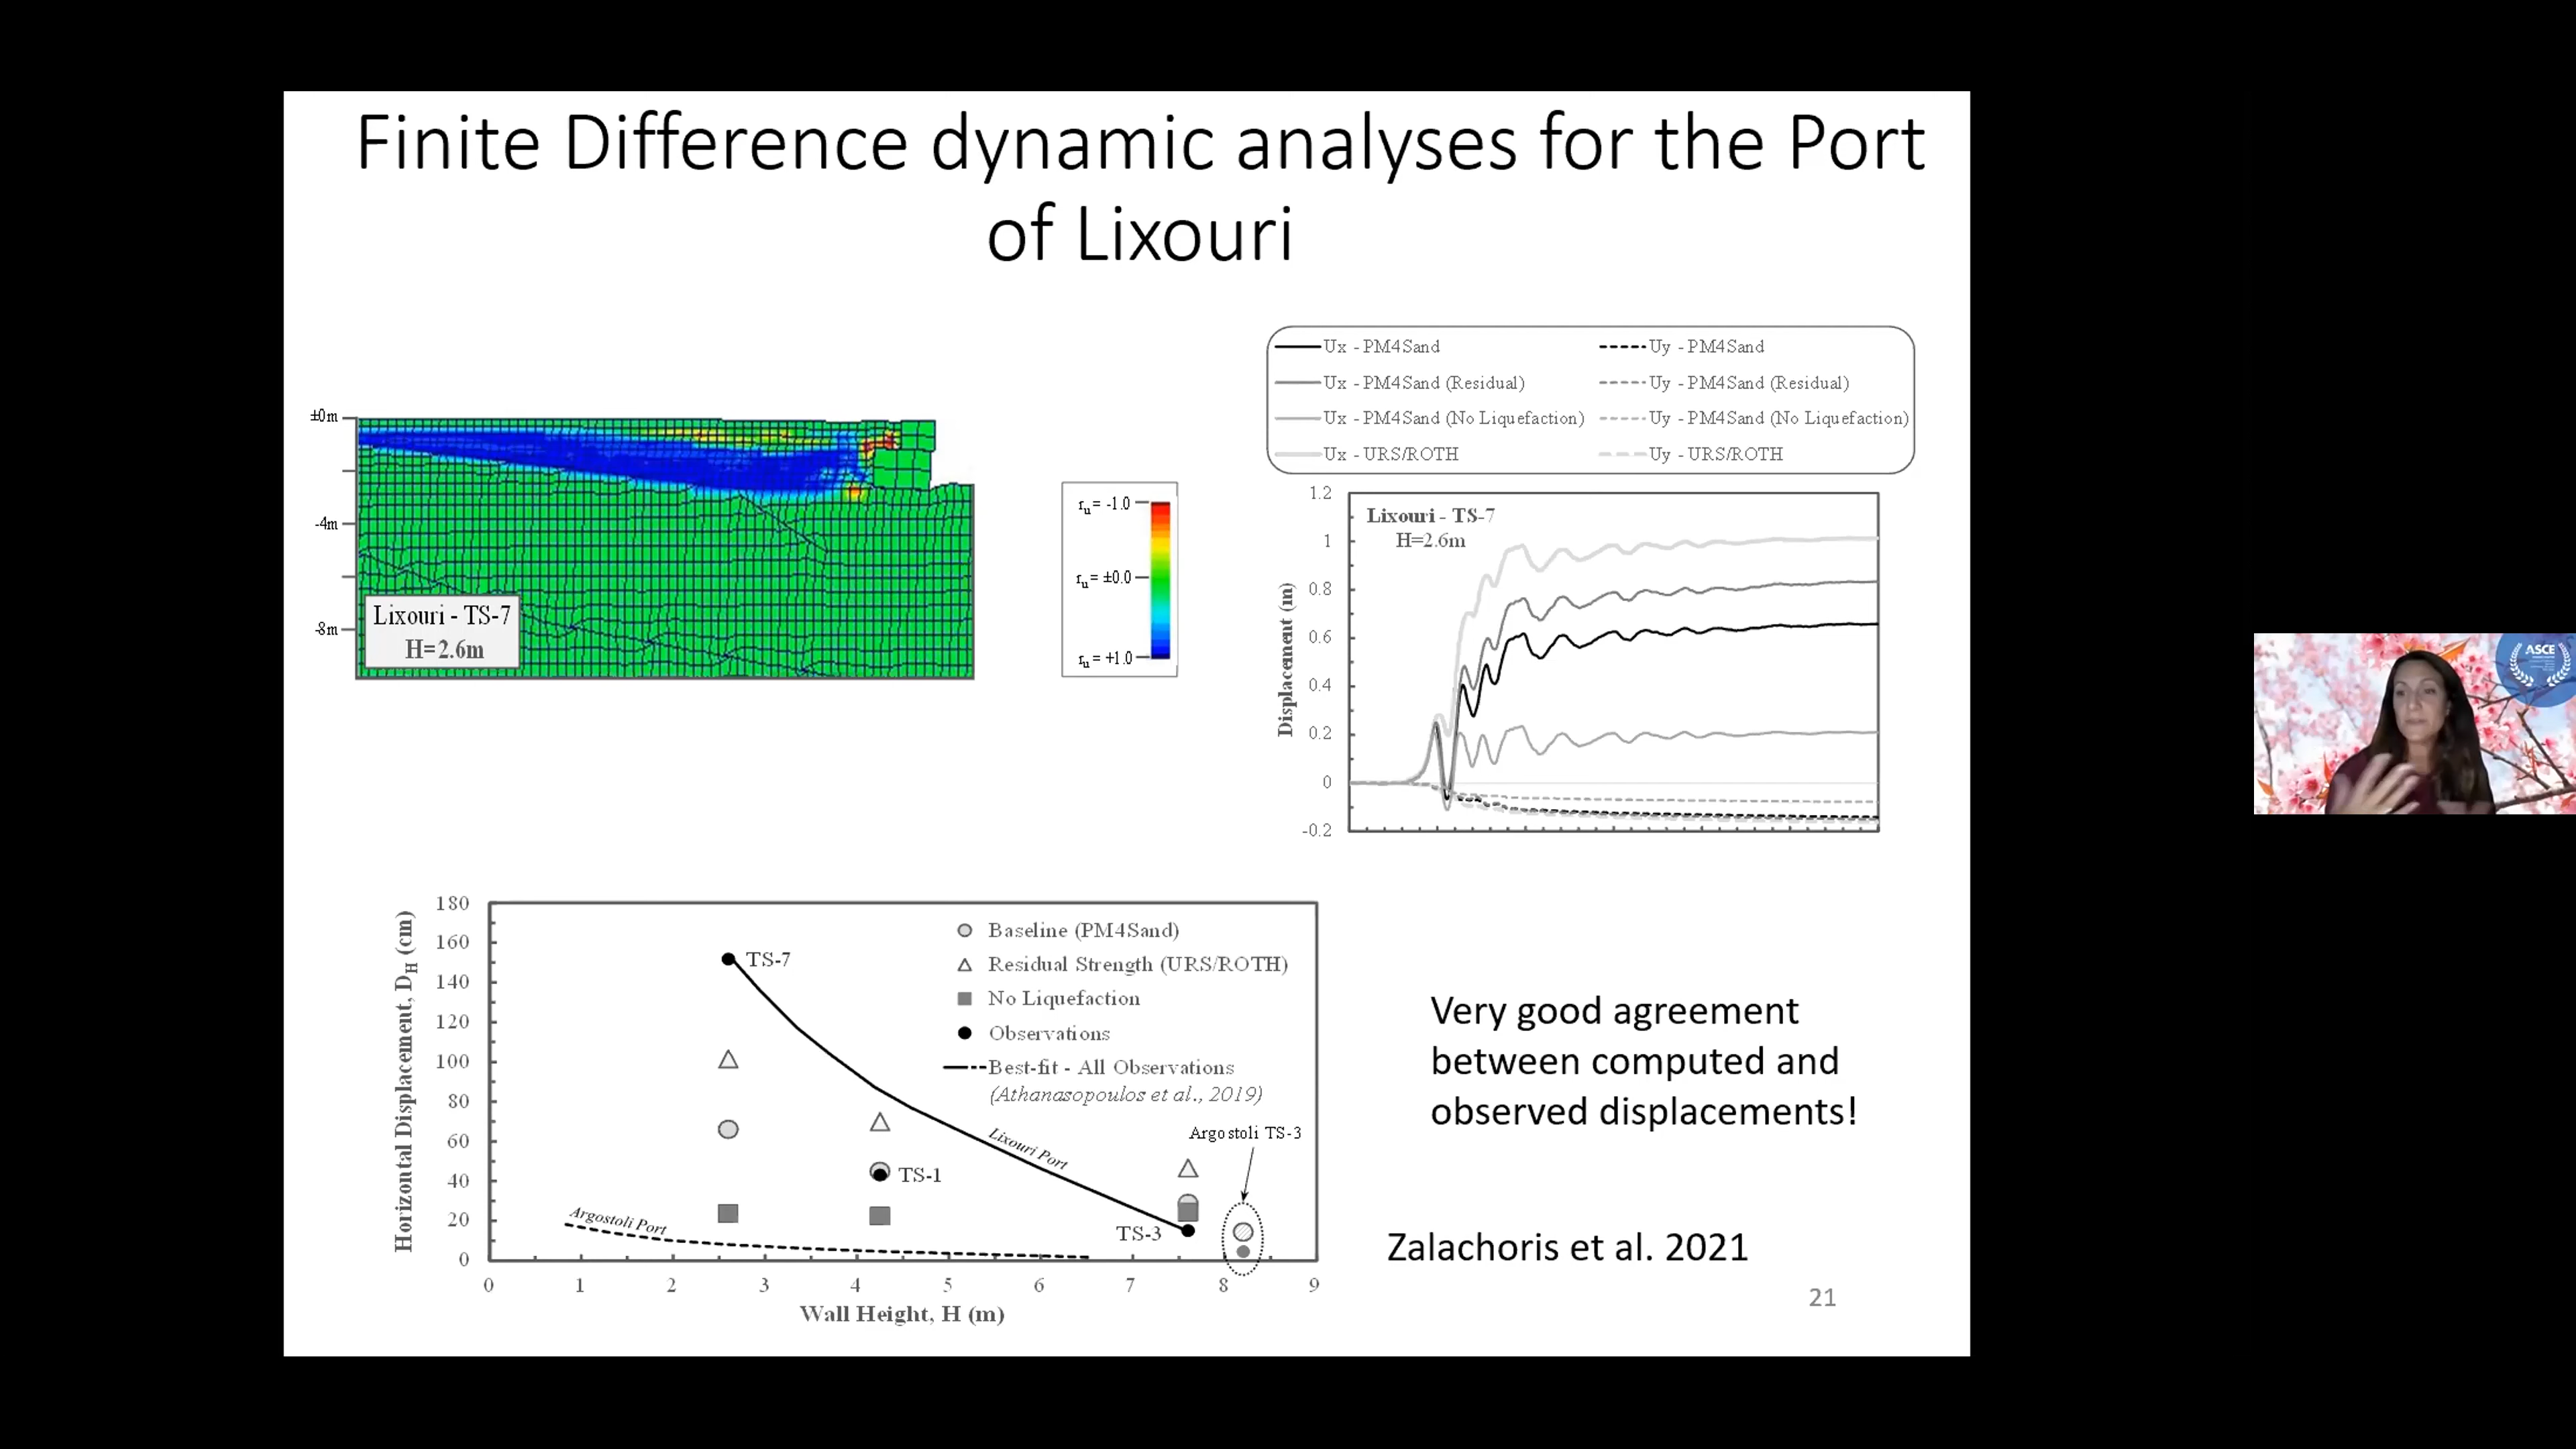 Finite Difference dynamic analyses for the Port
of Lixouri
±0m
-4m
-8m
Lixouri - TS-7
H=2.6m
ru = -1.0
ru = ±0.0
ru = +1.0
Ux - PM4Sand
Uy - PM4Sand
Ux - PM4Sand (Residual)
Uy - PM4Sand (Residual)
Ux - PM4Sand (No Liquefaction)
Uy - PM4Sand (No Liquefaction)
Ux - URS/ROTH
Uy - URS/ROTH
Displacement (m)
1.2
1
0.8
0.6
0.4
0.2
0
-0.2
Lixouri - TS-7
H=2.6m
ASCE
Horizontal Displacement, DH (cm)
180
160
140
120
100
80
60
40
20
0
TS-7
TS-1
TS-3
Baseline (PM4Sand)
Residual Strength (URS/ROTH)
No Liquefaction
Observations
Best-fit - All Observations
(Athanasopoulos et al., 2019)
Argostoli TS-3
Lixouri Port
Argostoli Port
0 1 2 3 4 5 6 7 8 9
Wall Height, H (m)
Very good agreement
between computed and
observed displacements!
Zalachoris et al. 2021
21